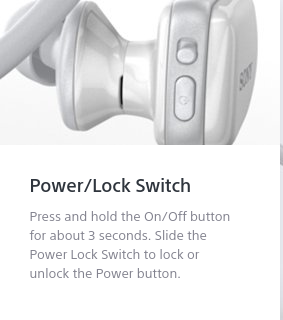 SONY
Power/Lock Switch
Press and hold the On/Off button
for about 3 seconds. Slide the
Power Lock Switch to lock or
unlock the Power button.